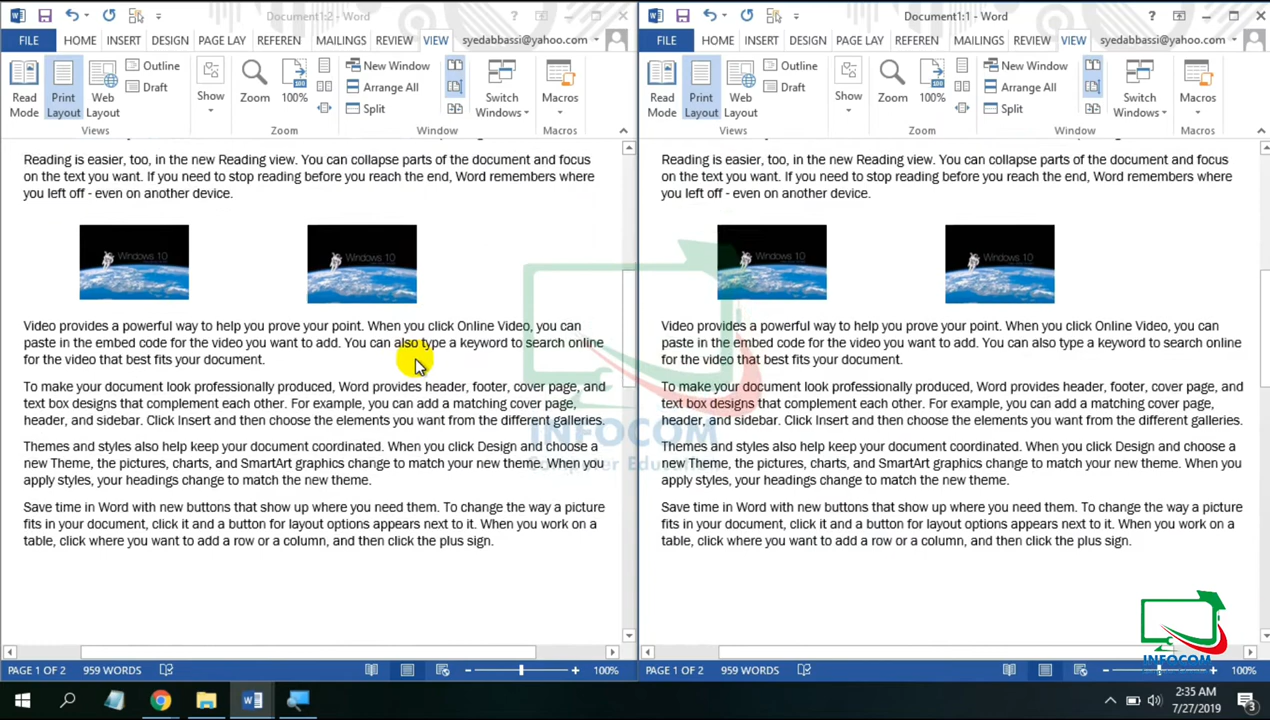 Document1:2 - Word
FILE HOME INSERT DESIGN PAGE LAY REFEREN MAILINGS REVIEW VIEW syedabbasi@yahoo.com
Read Mode
Print Layout
Web Layout
Outline
Draft
Views
Show
Zoom
100%
Zoom
New Window
Arrange All
Split
Window
Switch Windows
Macros
Macros
Reading is easier, too, in the new Reading view. You can collapse parts of the document and focus
on the text you want. If you need to stop reading before you reach the end, Word remembers where
you left off - even on another device.
Windows 10
Windows 10
Video provides a powerful way to help you prove your point. When you click Online Video, you can
paste in the embed code for the video you want to add. You can also type a keyword to search online
for the video that best fits your document.
To make your document look professionally produced, Word provides header, footer, cover page, and
text box designs that complement each other. For example, you can add a matching cover page,
header, and sidebar. Click Insert and then choose the elements you want from the different galleries.
Themes and styles also help keep your document coordinated. When you click Design and choose a
new Theme, the pictures, charts, and SmartArt graphics change to match your new theme. When you
apply styles, your headings change to match the new theme.
Save time in Word with new buttons that show up where you need them. To change the way a picture
fits in your document, click it and a button for layout options appears next to it. When you work on a
table, click where you want to add a row or a column, and then click the plus sign.
PAGE 1 OF 2 959 WORDS 100%
Document1:1 - Word
FILE HOME INSERT DESIGN PAGE LAY REFEREN MAILINGS REVIEW VIEW syedabbasi@yahoo.com
Read Mode
Print Layout
Web Layout
Outline
Draft
Views
Show
Zoom
100%
Zoom
New Window
Arrange All
Split
Window
Switch Windows
Macros
Macros
Reading is easier, too, in the new Reading view. You can collapse parts of the document and focus
on the text you want. If you need to stop reading before you reach the end, Word remembers where
you left off - even on another device.
Windows 10
Windows 10
Video provides a powerful way to help you prove your point. When you click Online Video, you can
paste in the embed code for the video you want to add. You can also type a keyword to search online
for the video that best fits your document.
To make your document look professionally produced, Word provides header, footer, cover page, and
text box designs that complement each other. For example, you can add a matching cover page,
header, and sidebar. Click Insert and then choose the elements you want from the different galleries.
Themes and styles also help keep your document coordinated. When you click Design and choose a
new Theme, the pictures, charts, and SmartArt graphics change to match your new theme. When you
apply styles, your headings change to match the new theme.
Save time in Word with new buttons that show up where you need them. To change the way a picture
fits in your document, click it and a button for layout options appears next to it. When you work on a
table, click where you want to add a row or a column, and then click the plus sign.
PAGE 1 OF 2 959 WORDS 100%
INFOCOM
Computer Education
INFOCOM
2:35 AM
7/27/2019
3